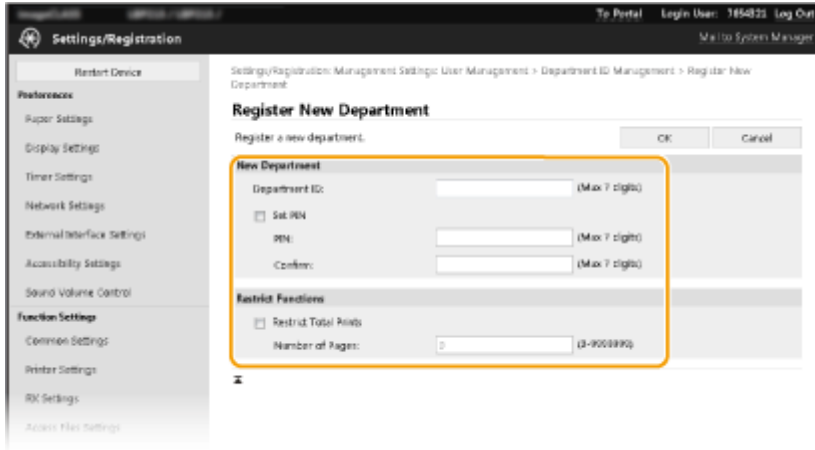 To Portal Login User: 7654321 Log Out
Settings/Registration
Mail to System Manager
Restart Device
Preferences
Paper Settings
Display Settings
Timer Settings
Network Settings
External Interface Settings
Accessibility Settings
Sound Volume Control
Function Settings
Common Settings
Printer Settings
RX Settings
Access Files Settings
Settings/Registration: Management Settings: User Management > Department ID Management > Register New
Department
Register New Department
Register a new department.
OK Cancel
New Department
Department ID: (Max 7 digits)
Set PIN
PIN: (Max 7 digits)
Confirm: (Max 7 digits)
Restrict Functions
Restrict Total Prints
Number of Pages: 0 (0-9999999)